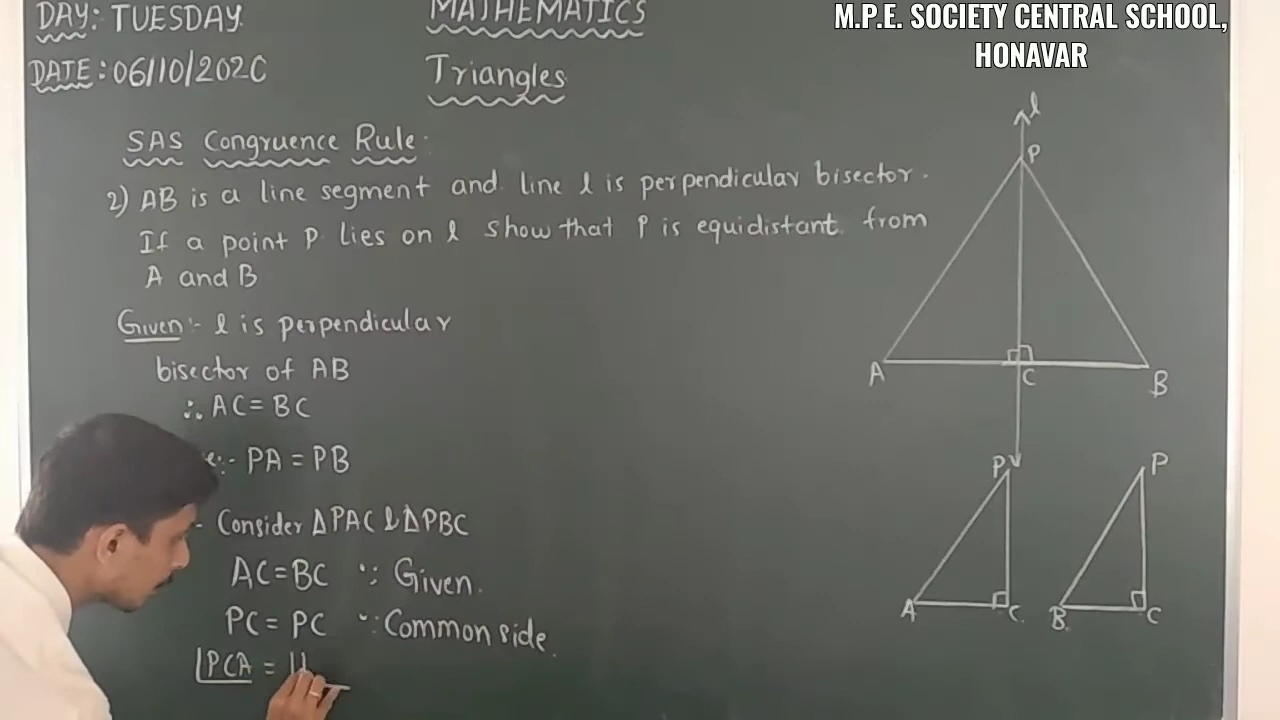 DAY: TUESDAY
DATE: 06/10/2020
MATHEMATICS
Triangles
M.P.E. SOCIETY CENTRAL SCHOOL,
HONAVAR
SAS Congruence Rule:
2) AB is a line segment and line l is perpendicular bisector.
If a point P lies on l show that P is equidistant from
A and B
Given:- l is perpendicular
bisector of AB
∴ AC = BC
PA = PB
- Consider ΔPAC & ΔPBC
AC = BC ∵ Given.
PC = PC ∵ Common side.
∠PCA =
l
P
A
C
B
P
A
C
P
B
C